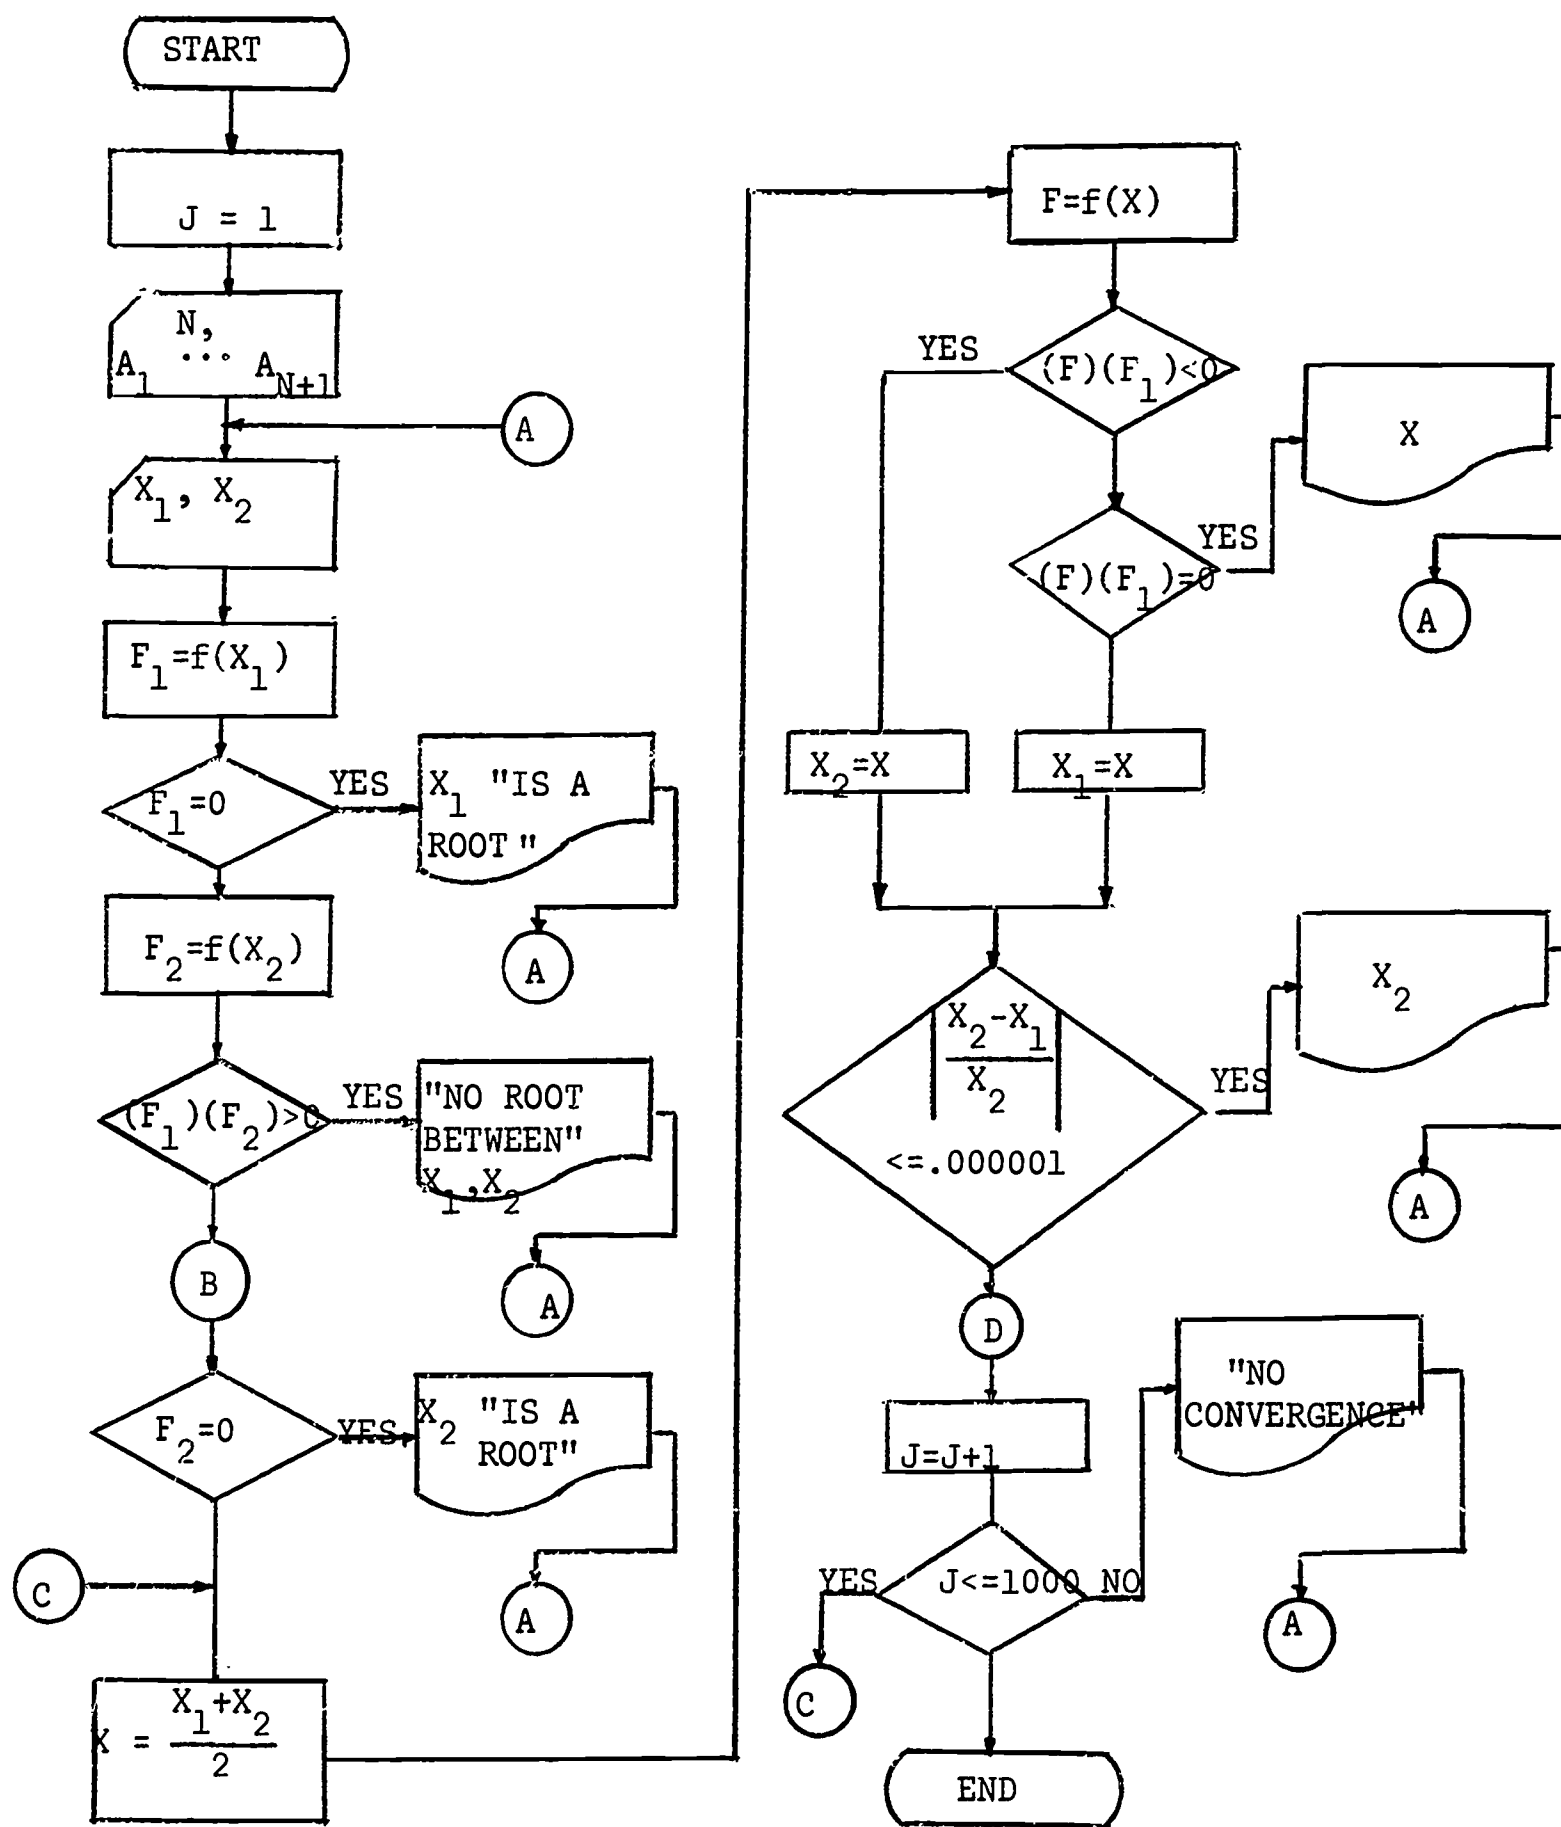 START
J = 1
N,
A1 ... AN+1
A
X1, X2
F1=f(X1)
F1=0
YES
X1 "IS A
ROOT"
A
F2=f(X2)
(F1)(F2)>0
YES
"NO ROOT
BETWEEN"
X1,X2
A
B
F2=0
YES
X2 "IS A
ROOT"
A
C
X = X1+X2
2
F=f(X)
(F)(F1)<0
YES
(F)(F1)=0
YES
X
A
X2=X
X1=X
X2-X1
X2
<=.000001
YES
X2
A
D
J=J+1
J<=1000
YES
NO
"NO
CONVERGENCE"
A
C
END